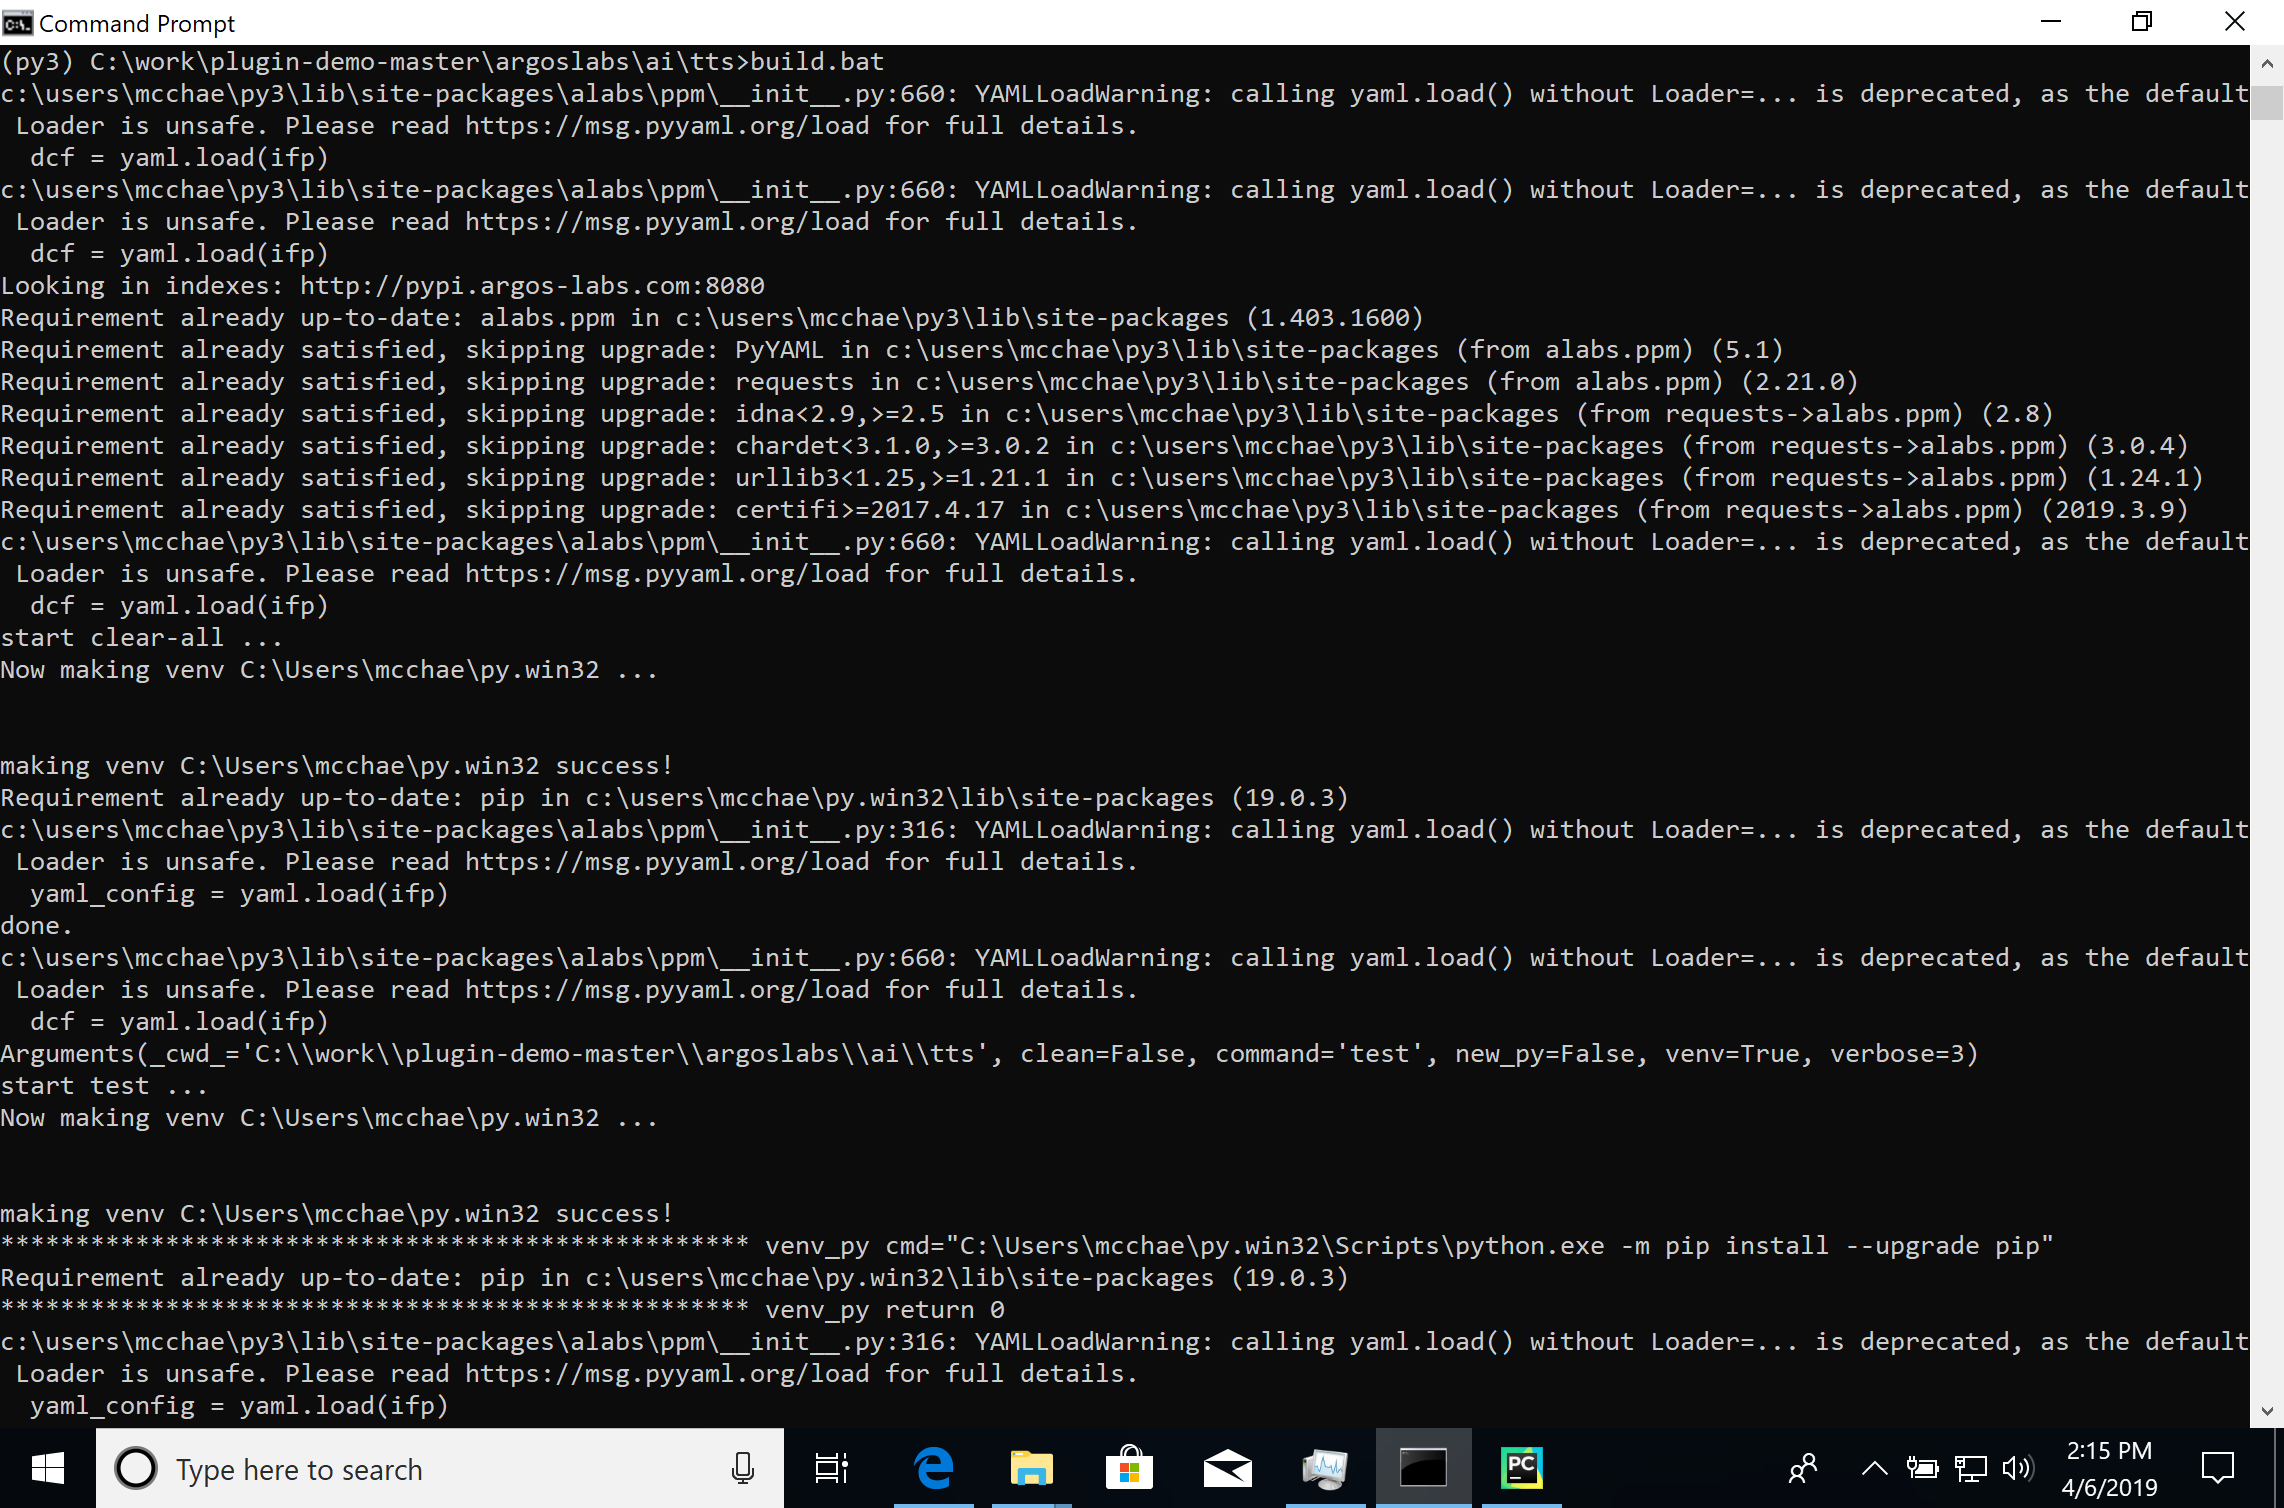 Command Prompt
(py3) C:\work\plugin-demo-master\argoslabs\ai\tts>build.bat
c:\users\mcchae\py3\lib\site-packages\alabs\ppm\__init__.py:660: YAMLLoadWarning: calling yaml.load() without Loader=... is deprecated, as the default
 Loader is unsafe. Please read https://msg.pyyaml.org/load for full details.
  dcf = yaml.load(ifp)
c:\users\mcchae\py3\lib\site-packages\alabs\ppm\__init__.py:660: YAMLLoadWarning: calling yaml.load() without Loader=... is deprecated, as the default
 Loader is unsafe. Please read https://msg.pyyaml.org/load for full details.
  dcf = yaml.load(ifp)
Looking in indexes: http://pypi.argos-labs.com:8080
Requirement already up-to-date: alabs.ppm in c:\users\mcchae\py3\lib\site-packages (1.403.1600)
Requirement already satisfied, skipping upgrade: PyYAML in c:\users\mcchae\py3\lib\site-packages (from alabs.ppm) (5.1)
Requirement already satisfied, skipping upgrade: requests in c:\users\mcchae\py3\lib\site-packages (from alabs.ppm) (2.21.0)
Requirement already satisfied, skipping upgrade: idna<2.9,>=2.5 in c:\users\mcchae\py3\lib\site-packages (from requests->alabs.ppm) (2.8)
Requirement already satisfied, skipping upgrade: chardet<3.1.0,>=3.0.2 in c:\users\mcchae\py3\lib\site-packages (from requests->alabs.ppm) (3.0.4)
Requirement already satisfied, skipping upgrade: urllib3<1.25,>=1.21.1 in c:\users\mcchae\py3\lib\site-packages (from requests->alabs.ppm) (1.24.1)
Requirement already satisfied, skipping upgrade: certifi>=2017.4.17 in c:\users\mcchae\py3\lib\site-packages (from requests->alabs.ppm) (2019.3.9)
c:\users\mcchae\py3\lib\site-packages\alabs\ppm\__init__.py:660: YAMLLoadWarning: calling yaml.load() without Loader=... is deprecated, as the default
 Loader is unsafe. Please read https://msg.pyyaml.org/load for full details.
  dcf = yaml.load(ifp)
start clear-all ...
Now making venv C:\Users\mcchae\py.win32 ...
making venv C:\Users\mcchae\py.win32 success!
Requirement already up-to-date: pip in c:\users\mcchae\py.win32\lib\site-packages (19.0.3)
c:\users\mcchae\py3\lib\site-packages\alabs\ppm\__init__.py:316: YAMLLoadWarning: calling yaml.load() without Loader=... is deprecated, as the default
 Loader is unsafe. Please read https://msg.pyyaml.org/load for full details.
  yaml_config = yaml.load(ifp)
done.
c:\users\mcchae\py3\lib\site-packages\alabs\ppm\__init__.py:660: YAMLLoadWarning: calling yaml.load() without Loader=... is deprecated, as the default
 Loader is unsafe. Please read https://msg.pyyaml.org/load for full details.
  dcf = yaml.load(ifp)
Arguments(_cwd_='C:\\work\\plugin-demo-master\\argoslabs\\ai\\tts', clean=False, command='test', new_py=False, venv=True, verbose=3)
start test ...
Now making venv C:\Users\mcchae\py.win32 ...
making venv C:\Users\mcchae\py.win32 success!
************************************************** venv_py cmd="C:\Users\mcchae\py.win32\Scripts\python.exe -m pip install --upgrade pip"
Requirement already up-to-date: pip in c:\users\mcchae\py.win32\lib\site-packages (19.0.3)
************************************************** venv_py return 0
c:\users\mcchae\py3\lib\site-packages\alabs\ppm\__init__.py:316: YAMLLoadWarning: calling yaml.load() without Loader=... is deprecated, as the default
 Loader is unsafe. Please read https://msg.pyyaml.org/load for full details.
  yaml_config = yaml.load(ifp)
Type here to search
PC
2:15 PM
4/6/2019